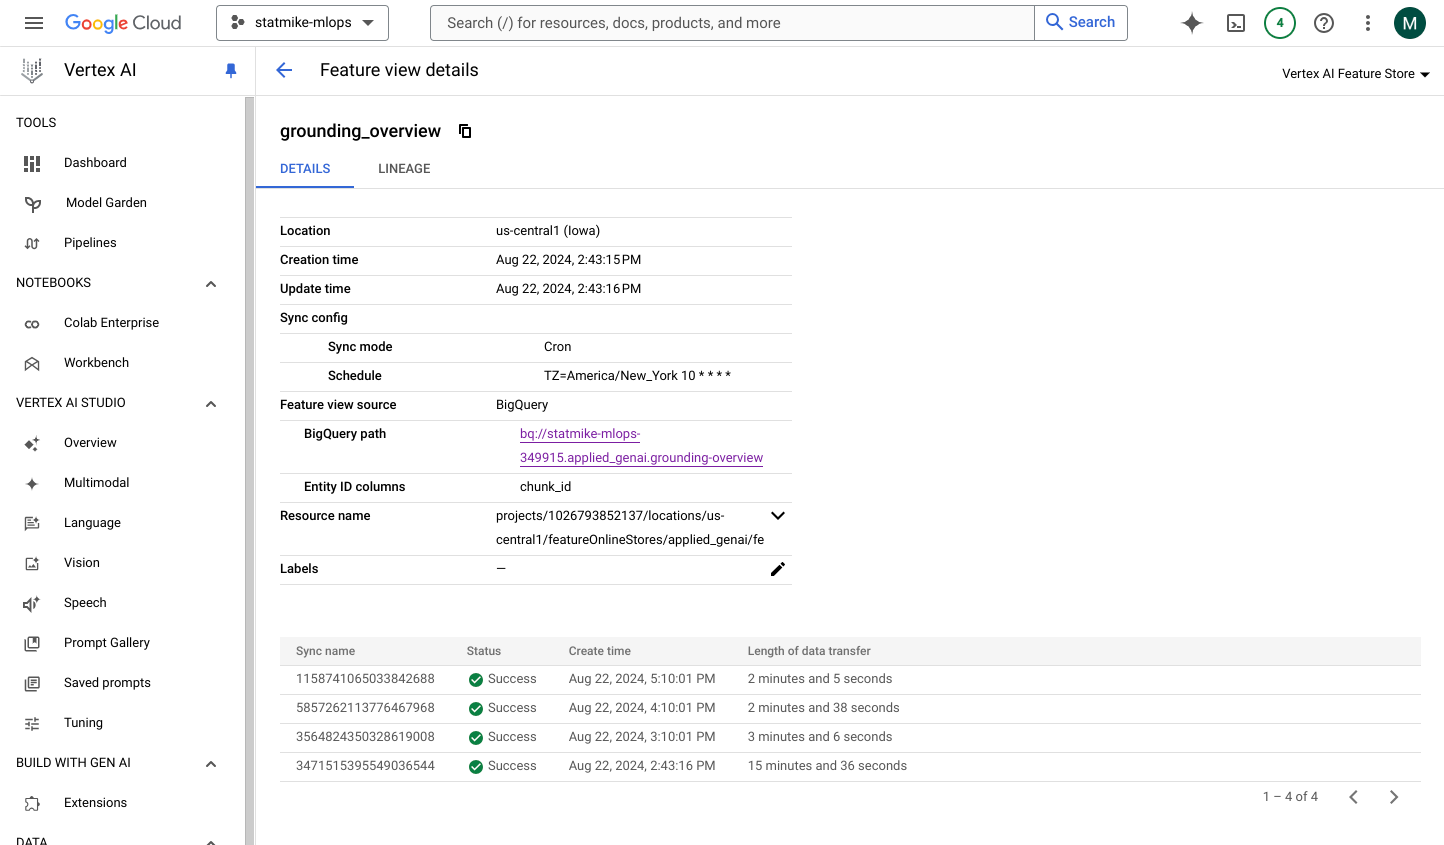 Google Cloud
statmike-mlops
Search (/) for resources, docs, products, and more
Search
4
M
Vertex AI
Feature view details
Vertex AI Feature Store
TOOLS
Dashboard
Model Garden
Pipelines
NOTEBOOKS
Colab Enterprise
Workbench
VERTEX AI STUDIO
Overview
Multimodal
Language
Vision
Speech
Prompt Gallery
Saved prompts
Tuning
BUILD WITH GEN AI
Extensions
DATA
grounding_overview
DETAILS LINEAGE
Location us-central1 (Iowa)
Creation time Aug 22, 2024, 2:43:15 PM
Update time Aug 22, 2024, 2:43:16 PM
Sync config
Sync mode Cron
Schedule TZ=America/New_York 10 * * * *
Feature view source BigQuery
BigQuery path bq://statmike-mlops-
349915.applied_genai.grounding-overview
Entity ID columns chunk_id
Resource name projects/1026793852137/locations/us-
central1/featureOnlineStores/applied_genai/fe
Labels —
Sync name Status Create time Length of data transfer
1158741065033842688 Success Aug 22, 2024, 5:10:01 PM 2 minutes and 5 seconds
5857262113776467968 Success Aug 22, 2024, 4:10:01 PM 2 minutes and 38 seconds
3564824350328619008 Success Aug 22, 2024, 3:10:01 PM 3 minutes and 6 seconds
3471515395549036544 Success Aug 22, 2024, 2:43:16 PM 15 minutes and 36 seconds
1 – 4 of 4